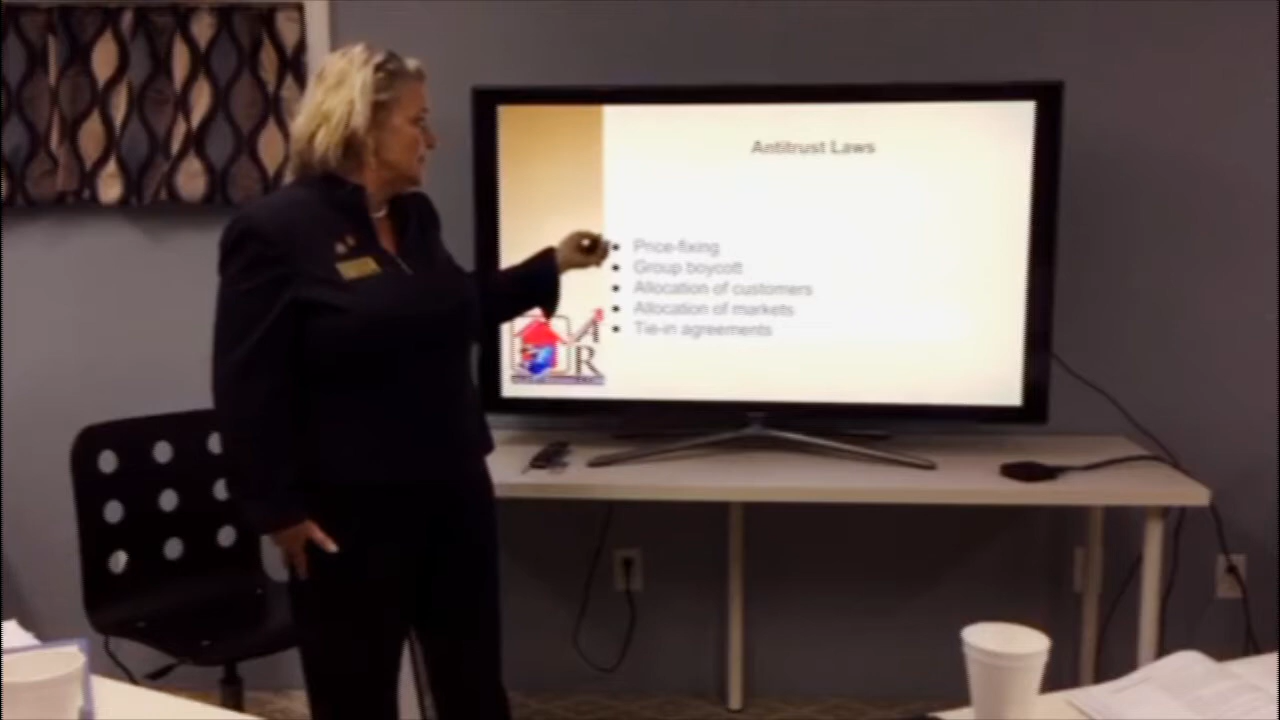 Antitrust Laws
• Price-fixing
• Group boycott
• Allocation of customers
• Allocation of markets
• Tie-in agreements
A
R